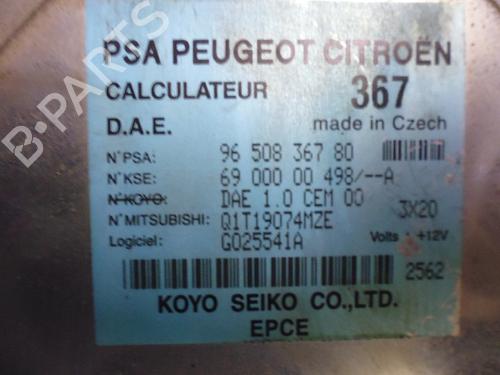 PSA PEUGEOT CITROËN
CALCULATEUR 367
D.A.E. made in Czech
N°PSA: 96 508 367 80
N°KSE: 69 000 00 498/--A
N°KOYO: DAE 1.0 CEM 00 3X20
N°MITSUBISHI: Q1T19074MZE
Logiciel: G025541A Volts : +12V
2562
KOYO SEIKO CO.,LTD.
EPCE
B-PARTS